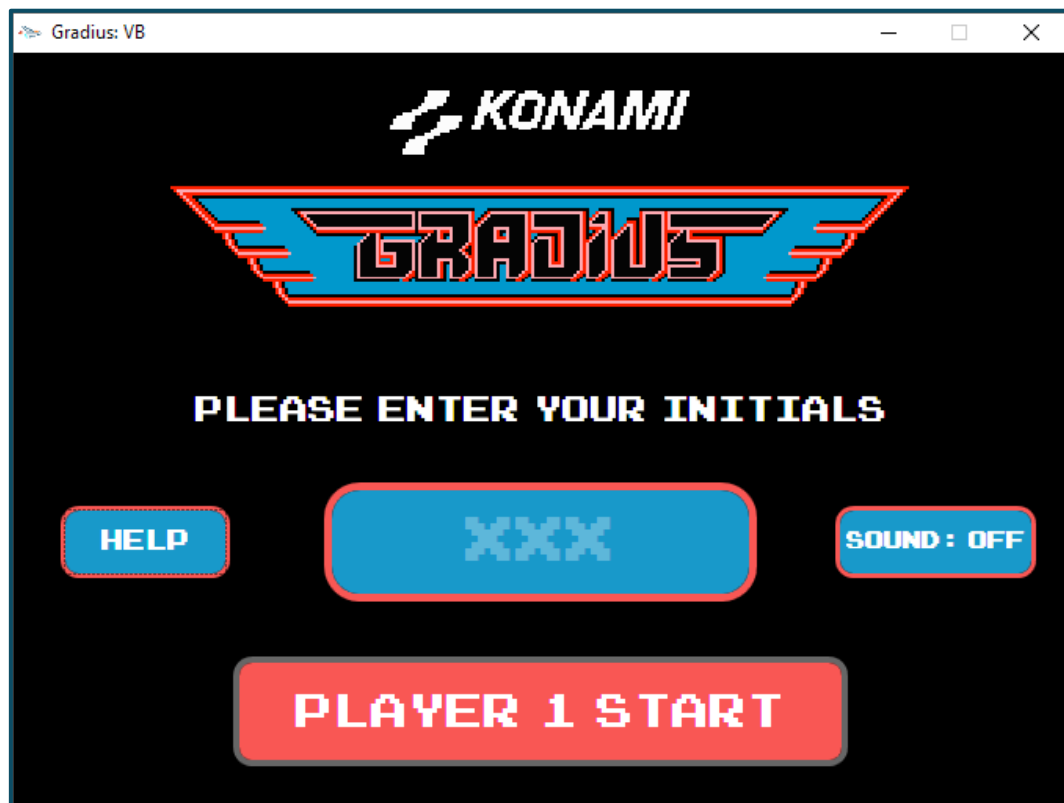 Gradius: VB
KONAMI
GRADIUS
PLEASE ENTER YOUR INITIALS
HELP
XXX
SOUND: OFF
PLAYER 1 START